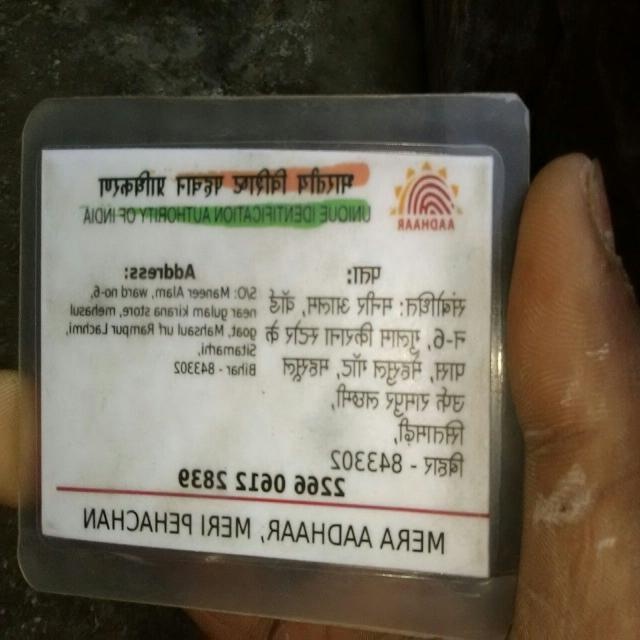 भारतीय विशिष्ट पहचान प्राधिकरण
UNIQUE IDENTIFICATION AUTHORITY OF INDIA
AADHAAR
पता:
संबोधित: मनीर आलम, वॉर्ड
न-6, गुलाम किराना स्टोर के
पास, मेहसुल गोट, महसूल
उर्फ रामपुर लक्ष्मी,
सितामढ़ी,
बिहार - 843302
Address:
S/O: Maneer Alam, ward no-6,
near gulam kirana store, mehasul
goat, Mahsaul urf Rampur Lachmi,
Sitamarhi,
Bihar - 843302
2266 0612 2839
MERA AADHAAR, MERI PEHACHAN